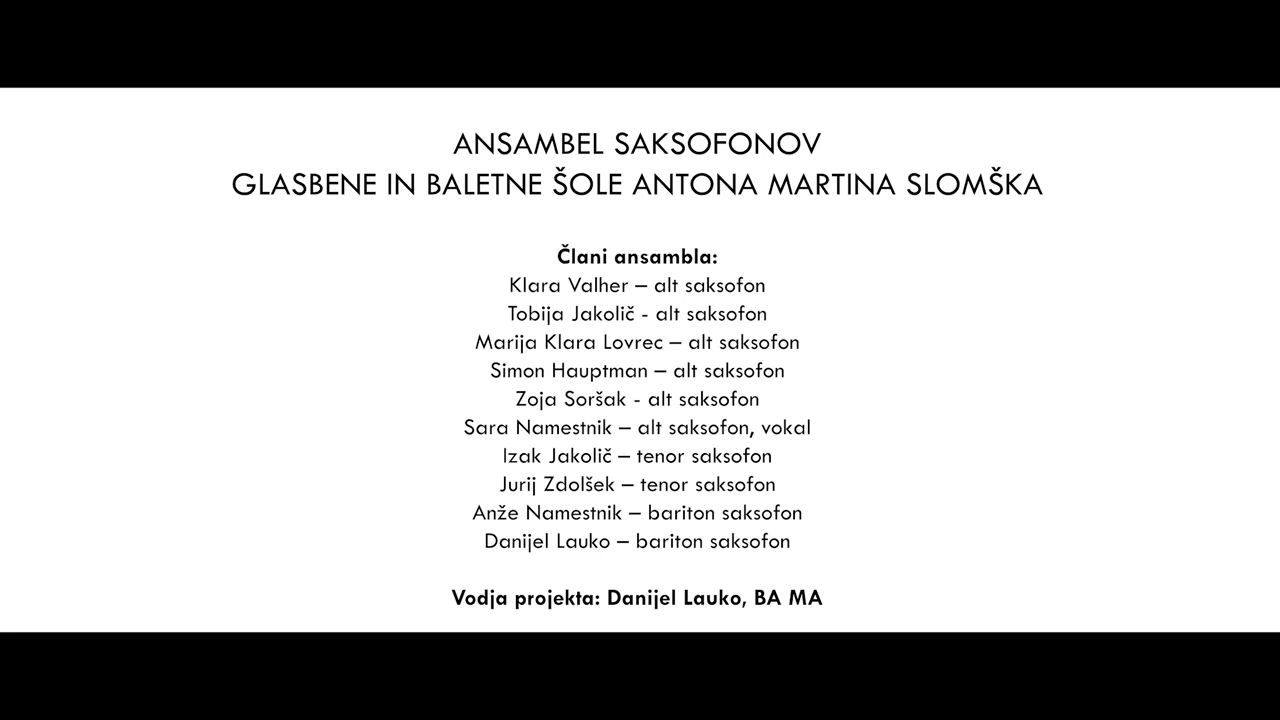 ANSAMBEL SAKSOFONOV
GLASBENE IN BALETNE ŠOLE ANTONA MARTINA SLOMŠKA
Člani ansambla:
Klara Valher – alt saksofon
Tobija Jakolič - alt saksofon
Marija Klara Lovrec – alt saksofon
Simon Hauptman – alt saksofon
Zoja Soršak - alt saksofon
Sara Namestnik – alt saksofon, vokal
Izak Jakolič – tenor saksofon
Jurij Zdolšek – tenor saksofon
Anže Namestnik – bariton saksofon
Danijel Lauko – bariton saksofon
Vodja projekta: Danijel Lauko, BA MA